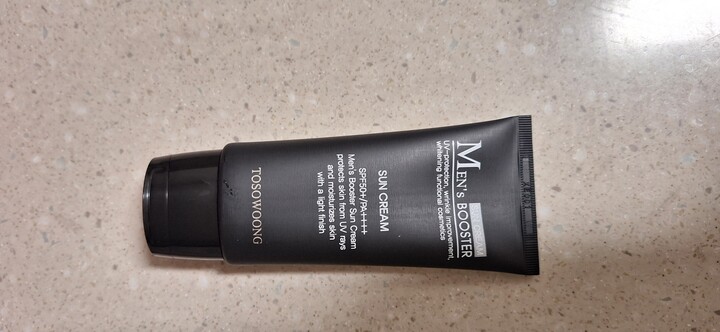 MEN'S BOOSTER
UV-protection, wrinkle improvement,
whitening functional cosmetics
SUN CREAM
SPF50+/PA++++
Men's Booster Sun Cream
protects skin from UV rays
and moisturizes skin
with a light finish
TOSOWOONG